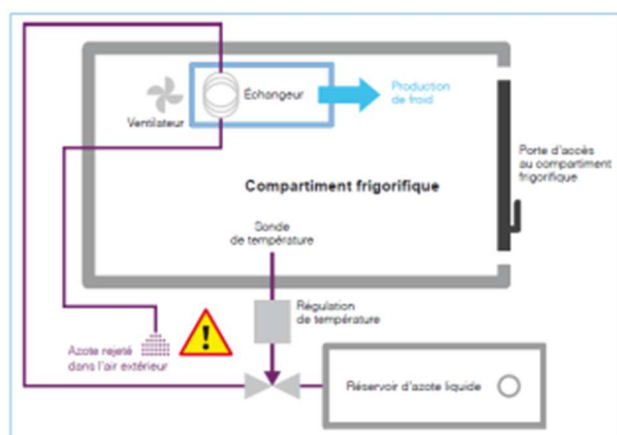 Échangeur
Production
de froid
Ventilateur
Porte d'accès
au compartiment
frigorifique
Compartiment frigorifique
Sonde
de température
Régulation
de température
Azote rejeté
dans l'air extérieur
!
Réservoir d'azote liquide